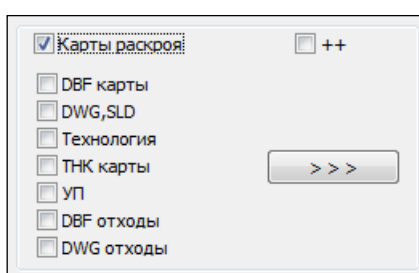 Карты раскроя ++
DBF карты
DWG,SLD
Технология
ТНК карты
> > >
УП
DBF отходы
DWG отходы